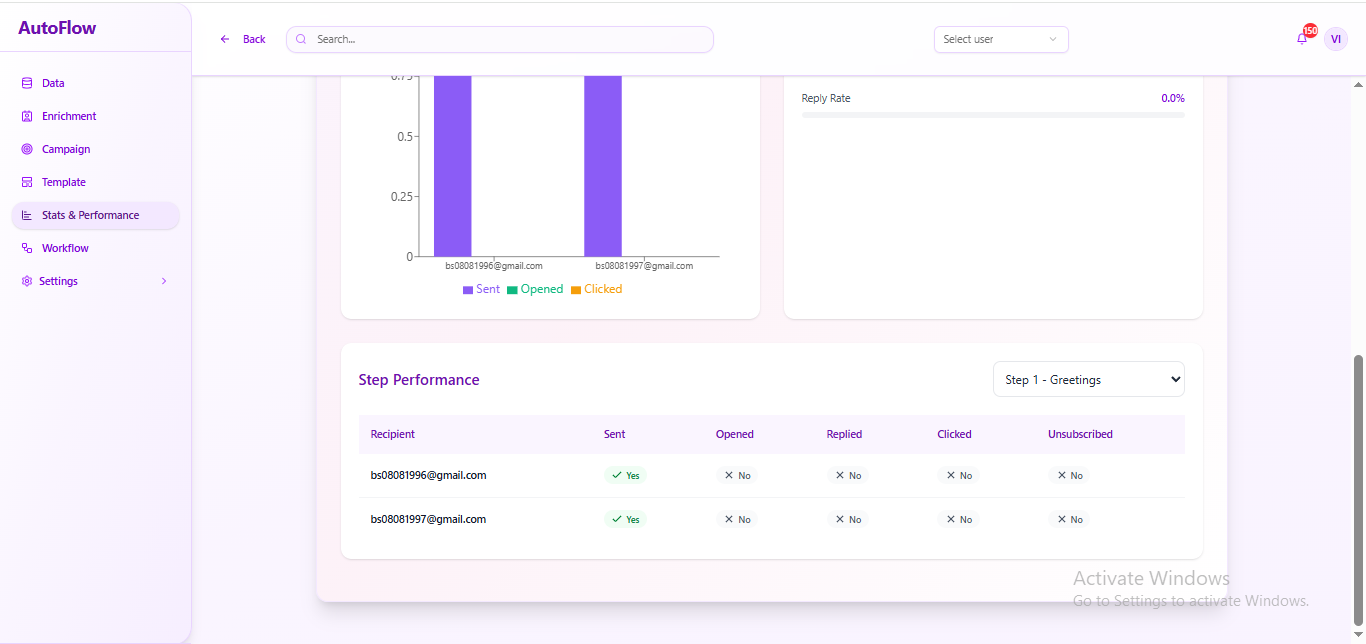 AutoFlow
Back
Search...
Select user
150
VI
Data
Enrichment
Campaign
Template
Stats & Performance
Workflow
Settings
0.75
0.5
0.25
0
bs08081996@gmail.com bs08081997@gmail.com
Sent Opened Clicked
Reply Rate 0.0%
Step Performance
Step 1 - Greetings
Recipient Sent Opened Replied Clicked Unsubscribed
bs08081996@gmail.com Yes No No No No
bs08081997@gmail.com Yes No No No No
Activate Windows
Go to Settings to activate Windows.